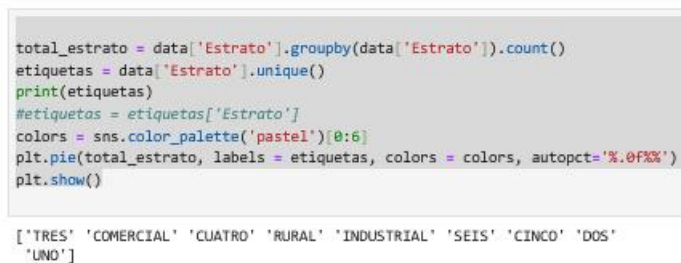 total_estrato = data['Estrato'].groupby(data['Estrato']).count()
etiquetas = data['Estrato'].unique()
print(etiquetas)
#etiquetas = etiquetas['Estrato']
colors = sns.color_palette('pastel')[0:6]
plt.pie(total_estrato, labels = etiquetas, colors = colors, autopct='%.0f%%')
plt.show()
['TRES' 'COMERCIAL' 'CUATRO' 'RURAL' 'INDUSTRIAL' 'SEIS' 'CINCO' 'DOS'
'UNO']